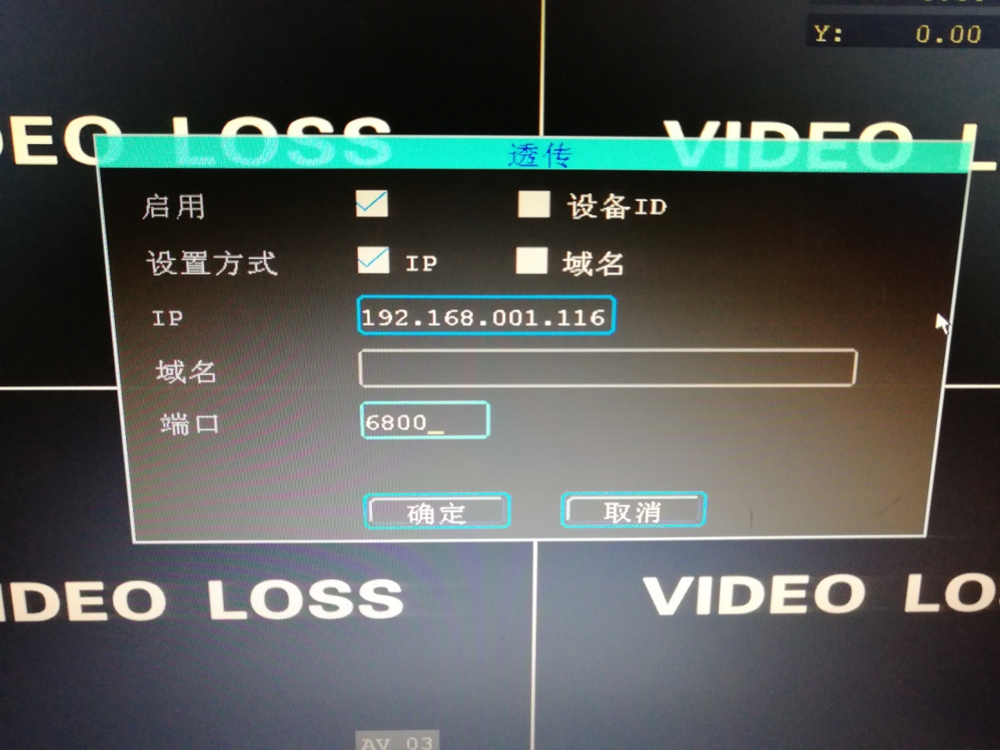 Y: 0.00
DEO LOSS
VIDEO L
透传
启用 设备ID
设置方式 IP 域名
IP 192.168.001.116
域名
端口 6800_
确定 取消
IDEO LOSS
VIDEO LO
AV 03